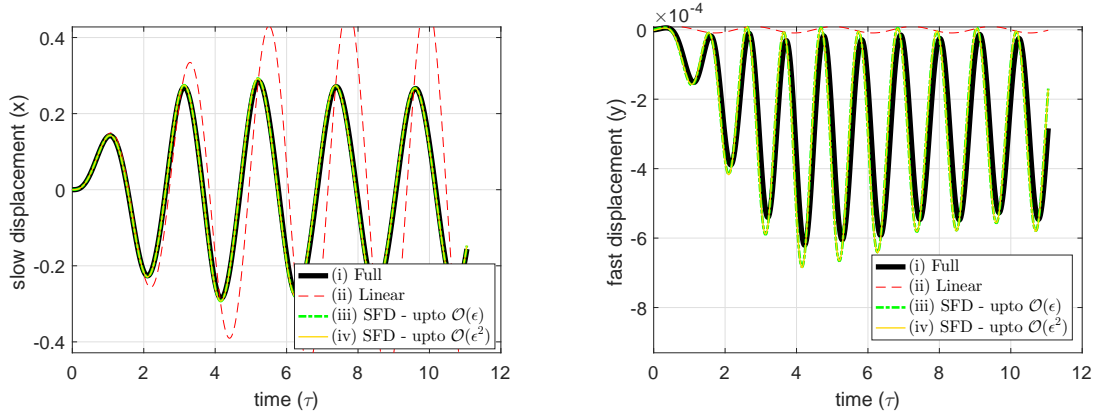 0.4
0.2
0
-0.2
-0.4
0 2 4 6 8 10 12
slow displacement (x)
time (τ)
(i) Full
(ii) Linear
(iii) SFD - upto O(ϵ)
(iv) SFD - upto O(ϵ²)
×10⁻⁴
0
-2
-4
-6
-8
0 2 4 6 8 10 12
fast displacement (y)
time (τ)
(i) Full
(ii) Linear
(iii) SFD - upto O(ϵ)
(iv) SFD - upto O(ϵ²)